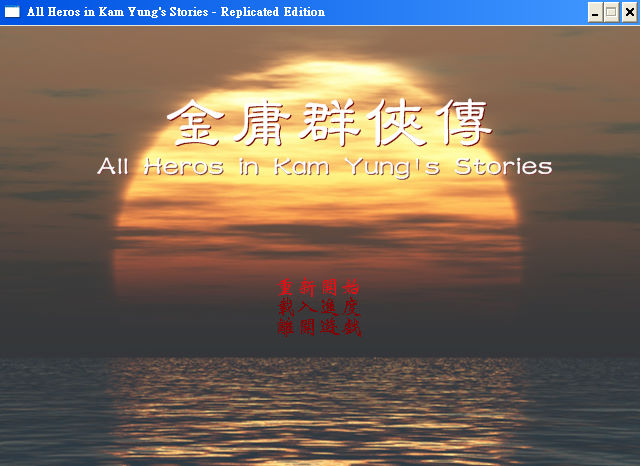 All Heros in Kam Yung's Stories - Replicated Edition
金庸群俠傳
All Heros in Kam Yung's Stories
重新開始
載入進度
離開遊戲